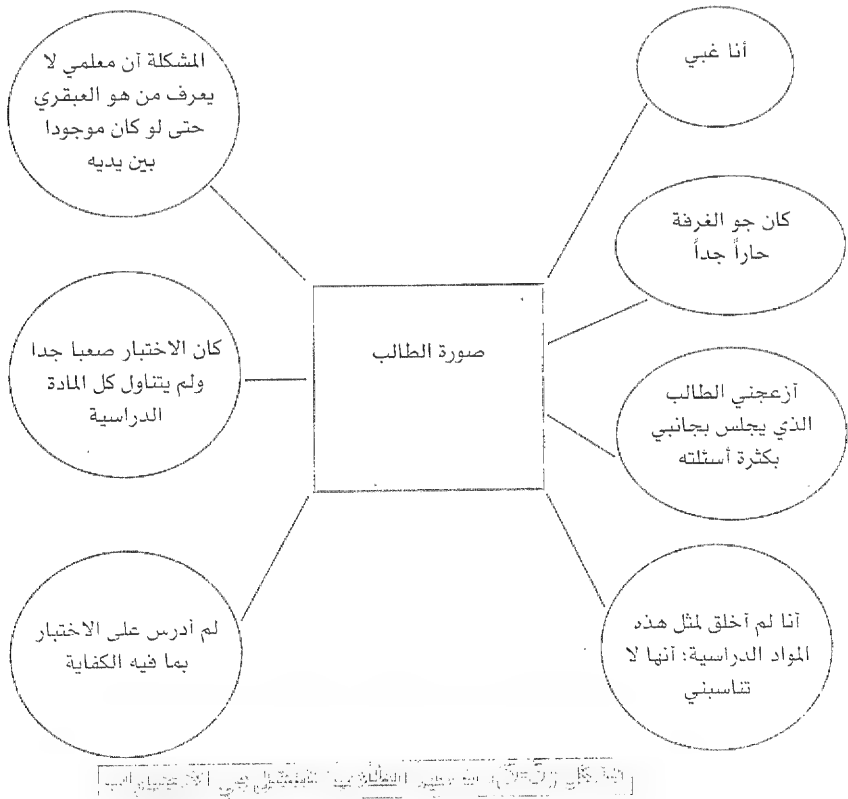 أنا غبي
كان جو الغرفة
حاراً جداً
أزعجني الطالب
الذي يجلس بجانبي
بكثرة أسئلته
أنا لم أخلق لمثل هذه
المواد الدراسية؛ أنها لا
تناسبني
صورة الطالب
المشكلة أن معلمي لا
يعرف من هو العبقري
حتى لو كان موجودا
بين يديه
كان الاختبار صعبا جدا
ولم يتناول كل المادة
الدراسية
لم أدرس على الاختبار
بما فيه الكفاية